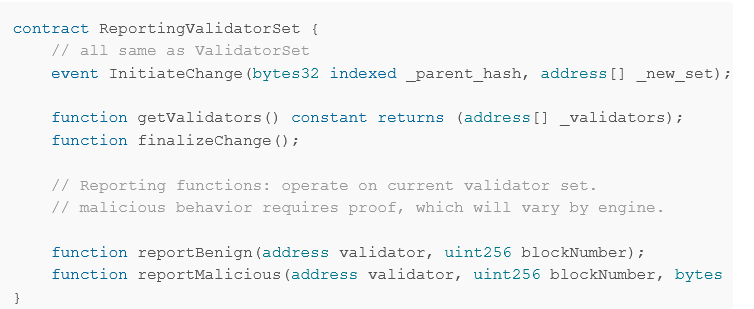 contract ReportingValidatorSet {
// all same as ValidatorSet
event InitiateChange(bytes32 indexed _parent_hash, address[] _new_set);
function getValidators() constant returns (address[] _validators);
function finalizeChange();
// Reporting functions: operate on current validator set.
// malicious behavior requires proof, which will vary by engine.
function reportBenign(address validator, uint256 blockNumber);
function reportMalicious(address validator, uint256 blockNumber, bytes
}